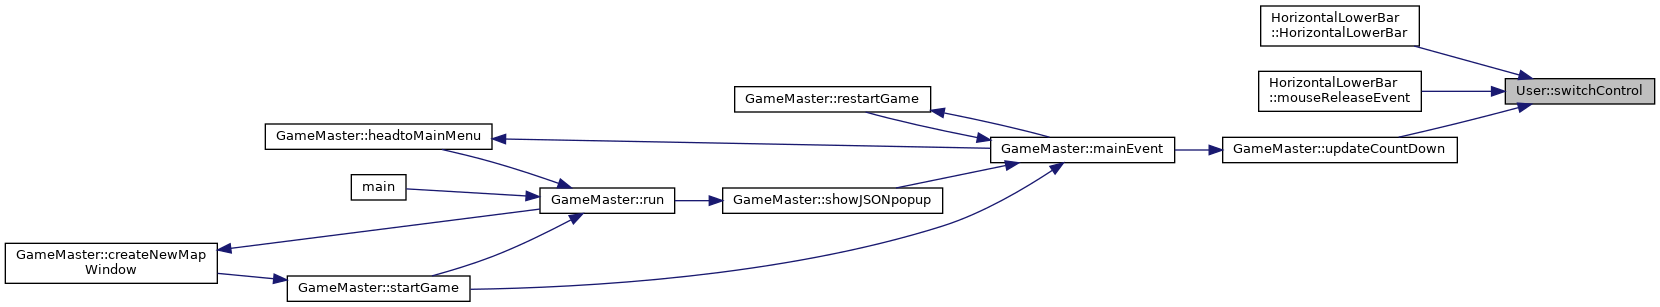 HorizontalLowerBar
::HorizontalLowerBar
HorizontalLowerBar
::mouseReleaseEvent
User::switchControl
GameMaster::restartGame
GameMaster::headtoMainMenu
GameMaster::mainEvent
GameMaster::updateCountDown
main
GameMaster::run
GameMaster::showJSONpopup
GameMaster::createNewMap
Window
GameMaster::startGame